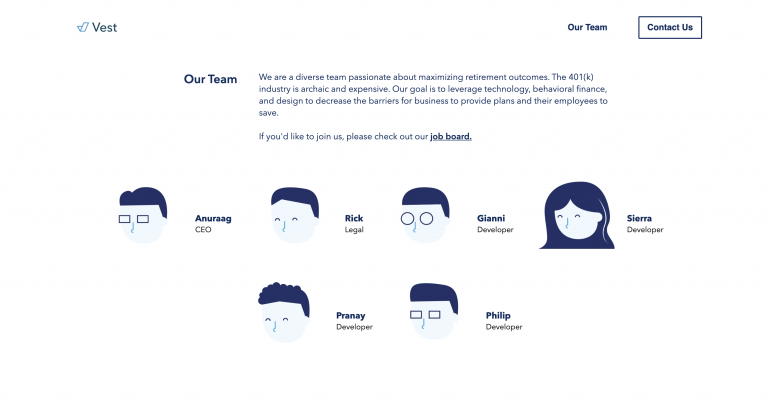 Vest
Our Team
Contact Us
Our Team
We are a diverse team passionate about maximizing retirement outcomes. The 401(k)
industry is archaic and expensive. Our goal is to leverage technology, behavioral finance,
and design to decrease the barriers for business to provide plans and their employees to
save.
If you'd like to join us, please check out our job board.
Anuraag
CEO
Rick
Legal
Gianni
Developer
Sierra
Developer
Pranay
Developer
Philip
Developer